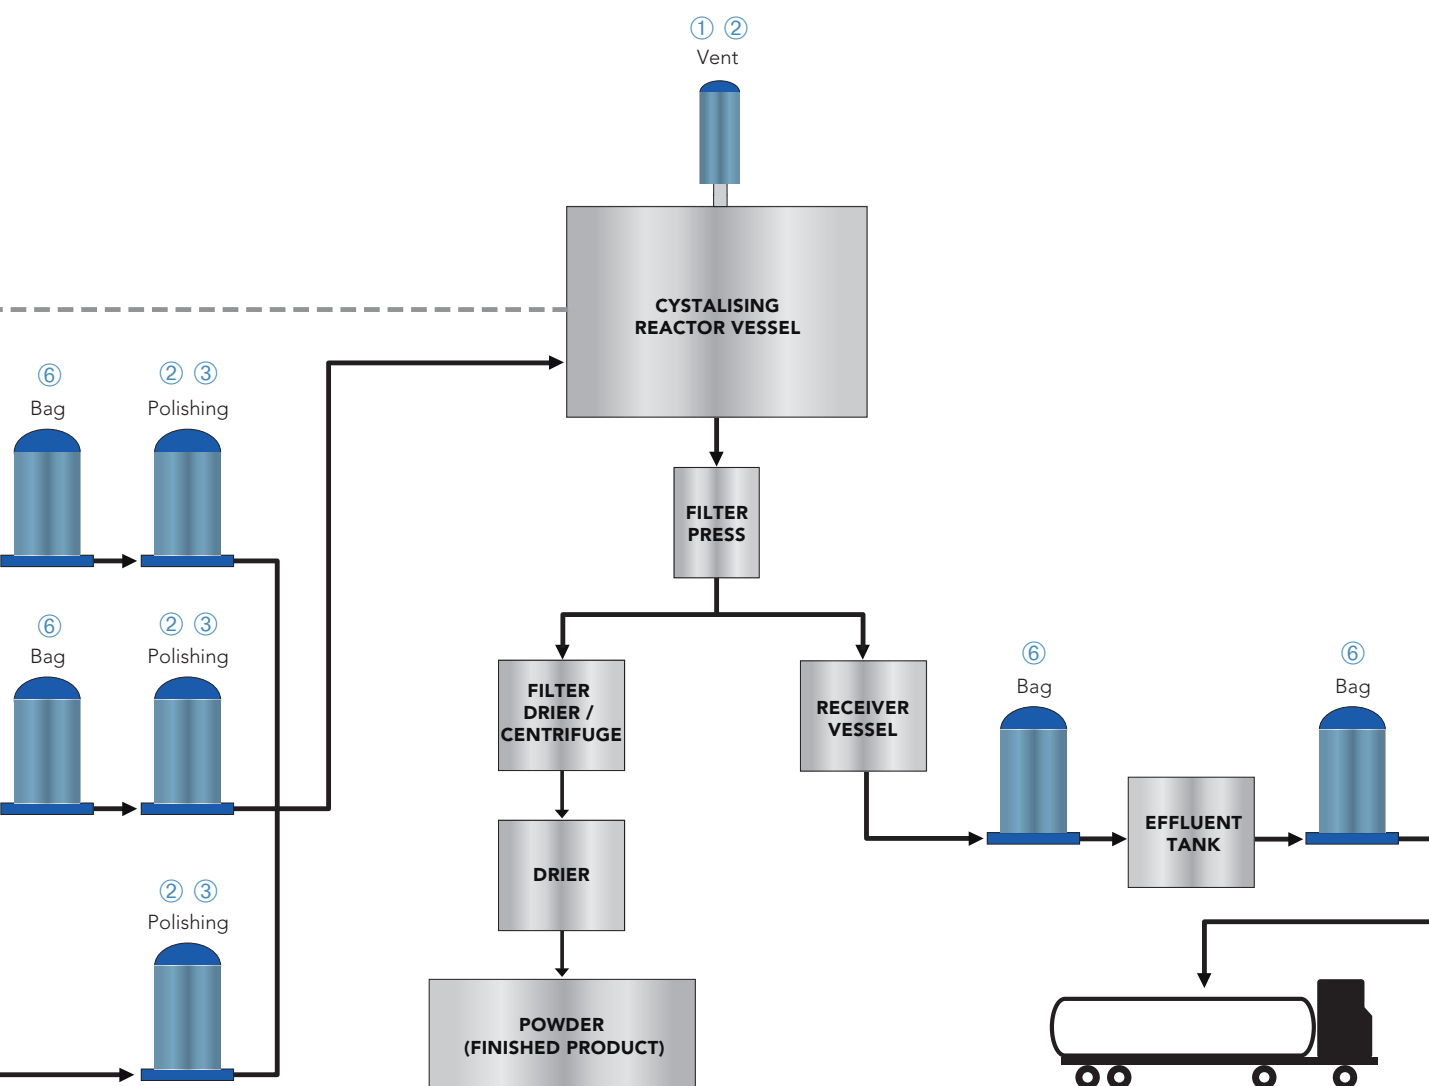 ① ②
Vent
CYSTALISING
REACTOR VESSEL
⑥
Bag
② ③
Polishing
FILTER
PRESS
⑥
Bag
② ③
Polishing
FILTER
DRIER /
CENTRIFUGE
RECEIVER
VESSEL
⑥
Bag
⑥
Bag
EFFLUENT
TANK
DRIER
② ③
Polishing
POWDER
(FINISHED PRODUCT)